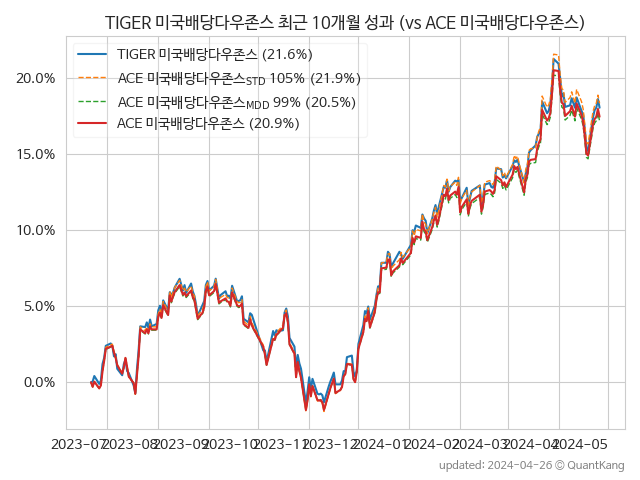 TIGER 미국배당다우존스 최근 10개월 성과 (vs ACE 미국배당다우존스)
TIGER 미국배당다우존스 (21.6%)
ACE 미국배당다우존스STD 105% (21.9%)
ACE 미국배당다우존스MDD 99% (20.5%)
ACE 미국배당다우존스 (20.9%)
20.0%
17.5%
15.0%
12.5%
10.0%
5.0%
0.0%
2023-07 2023-08 2023-09 2023-10 2023-11 2023-12 2024-01 2024-02 2024-03 2024-04 2024-05
updated: 2024-04-26 © QuantKang